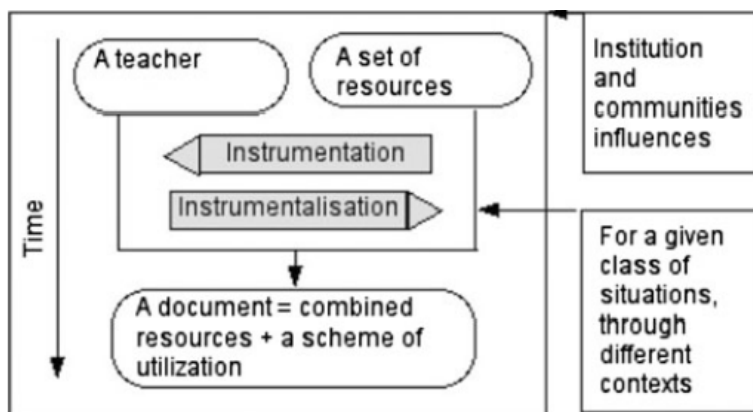 A teacher
A set of
resources
Institution
and
communities
influences
Instrumentation
Instrumentalisation
Time
For a given
class of
situations,
through
different
contexts
A document = combined
resources + a scheme of
utilization